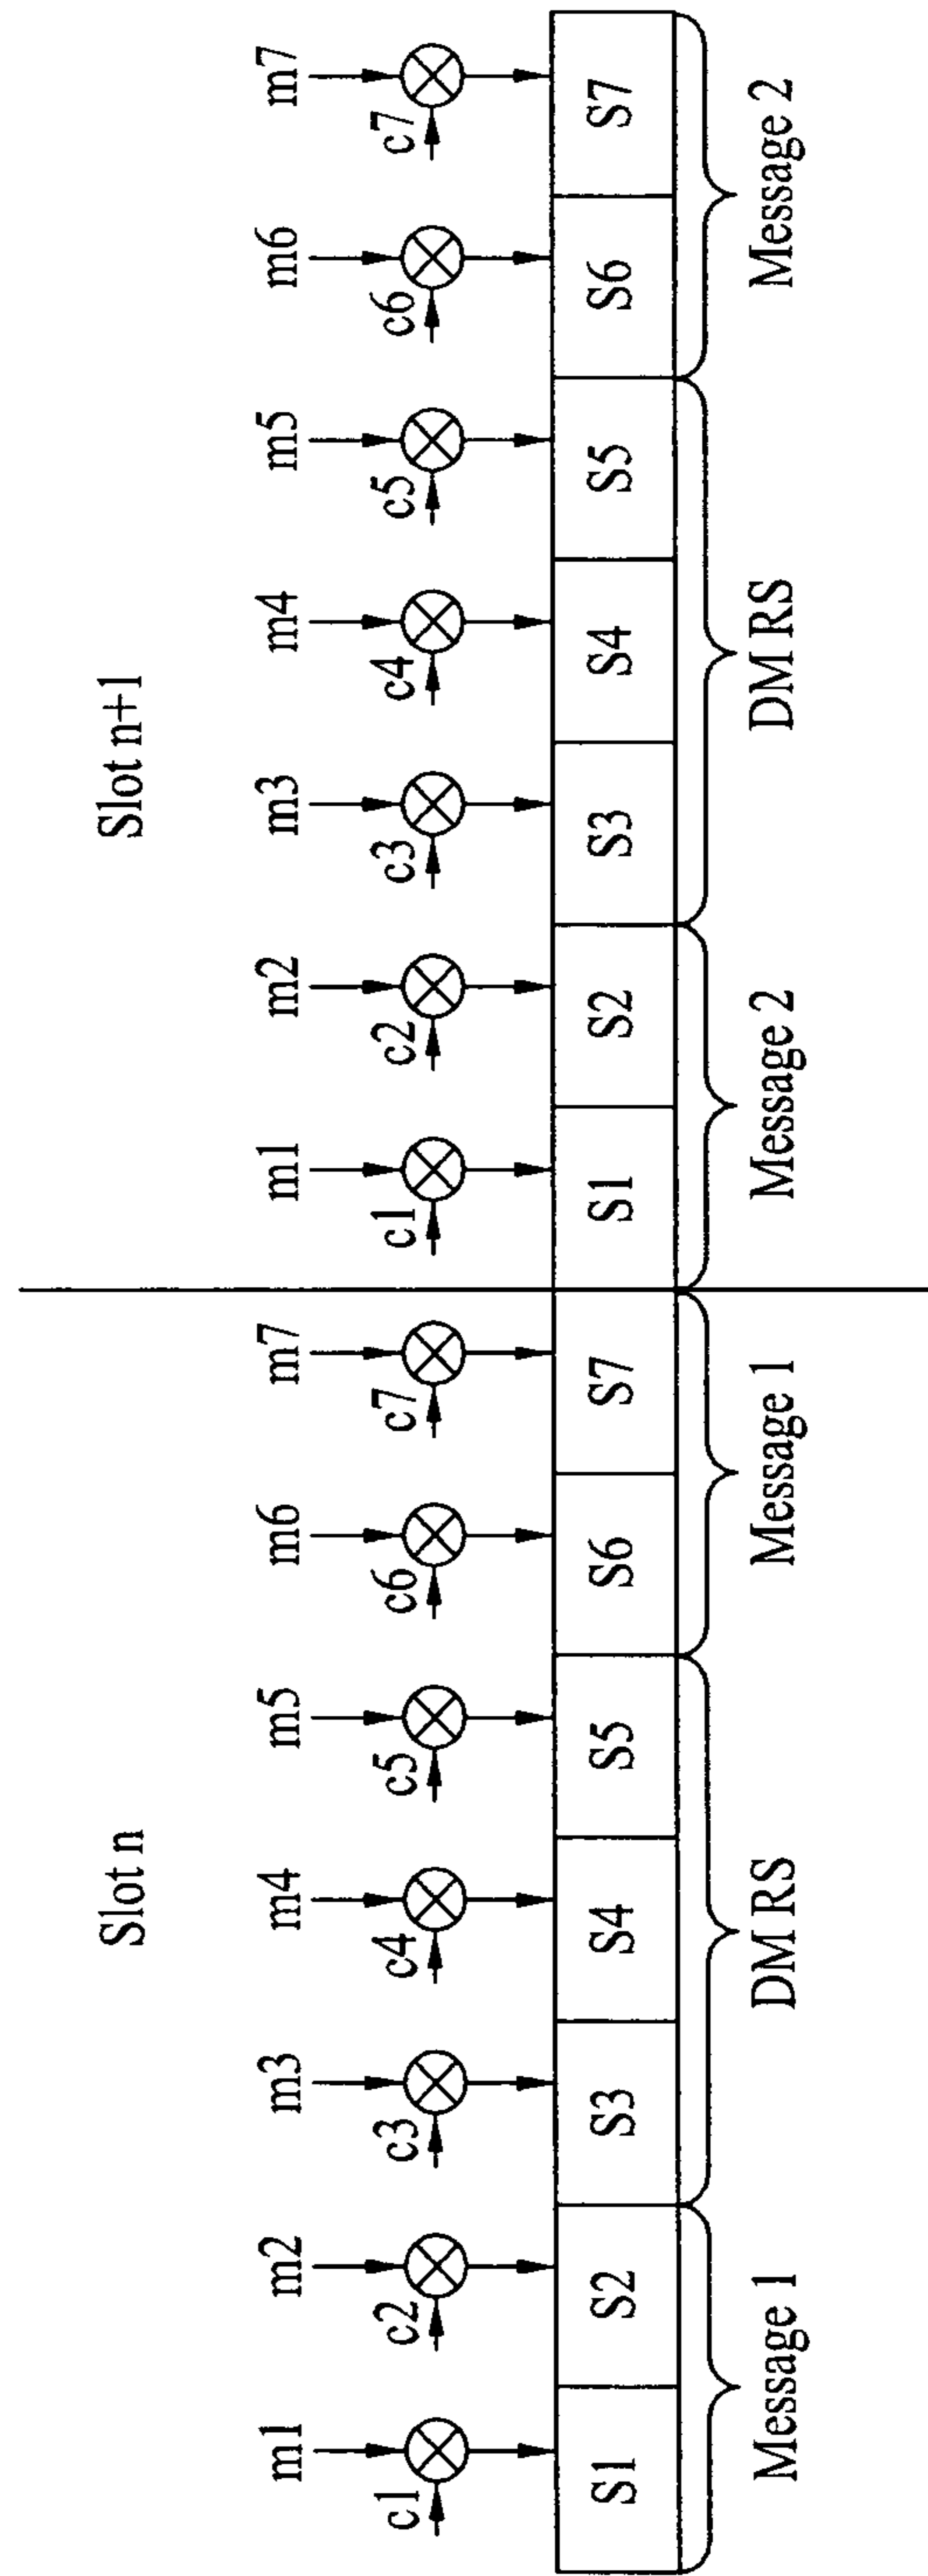 Slot n Slot n+1
m1 m2 m3 m4 m5 m6 m7 m1 m2 m3 m4 m5 m6 m7
c1 c2 c3 c4 c5 c6 c7 c1 c2 c3 c4 c5 c6 c7
S1 S2 S3 S4 S5 S6 S7 S1 S2 S3 S4 S5 S6 S7
Message 1 DM RS Message 1 Message 2 DM RS Message 2